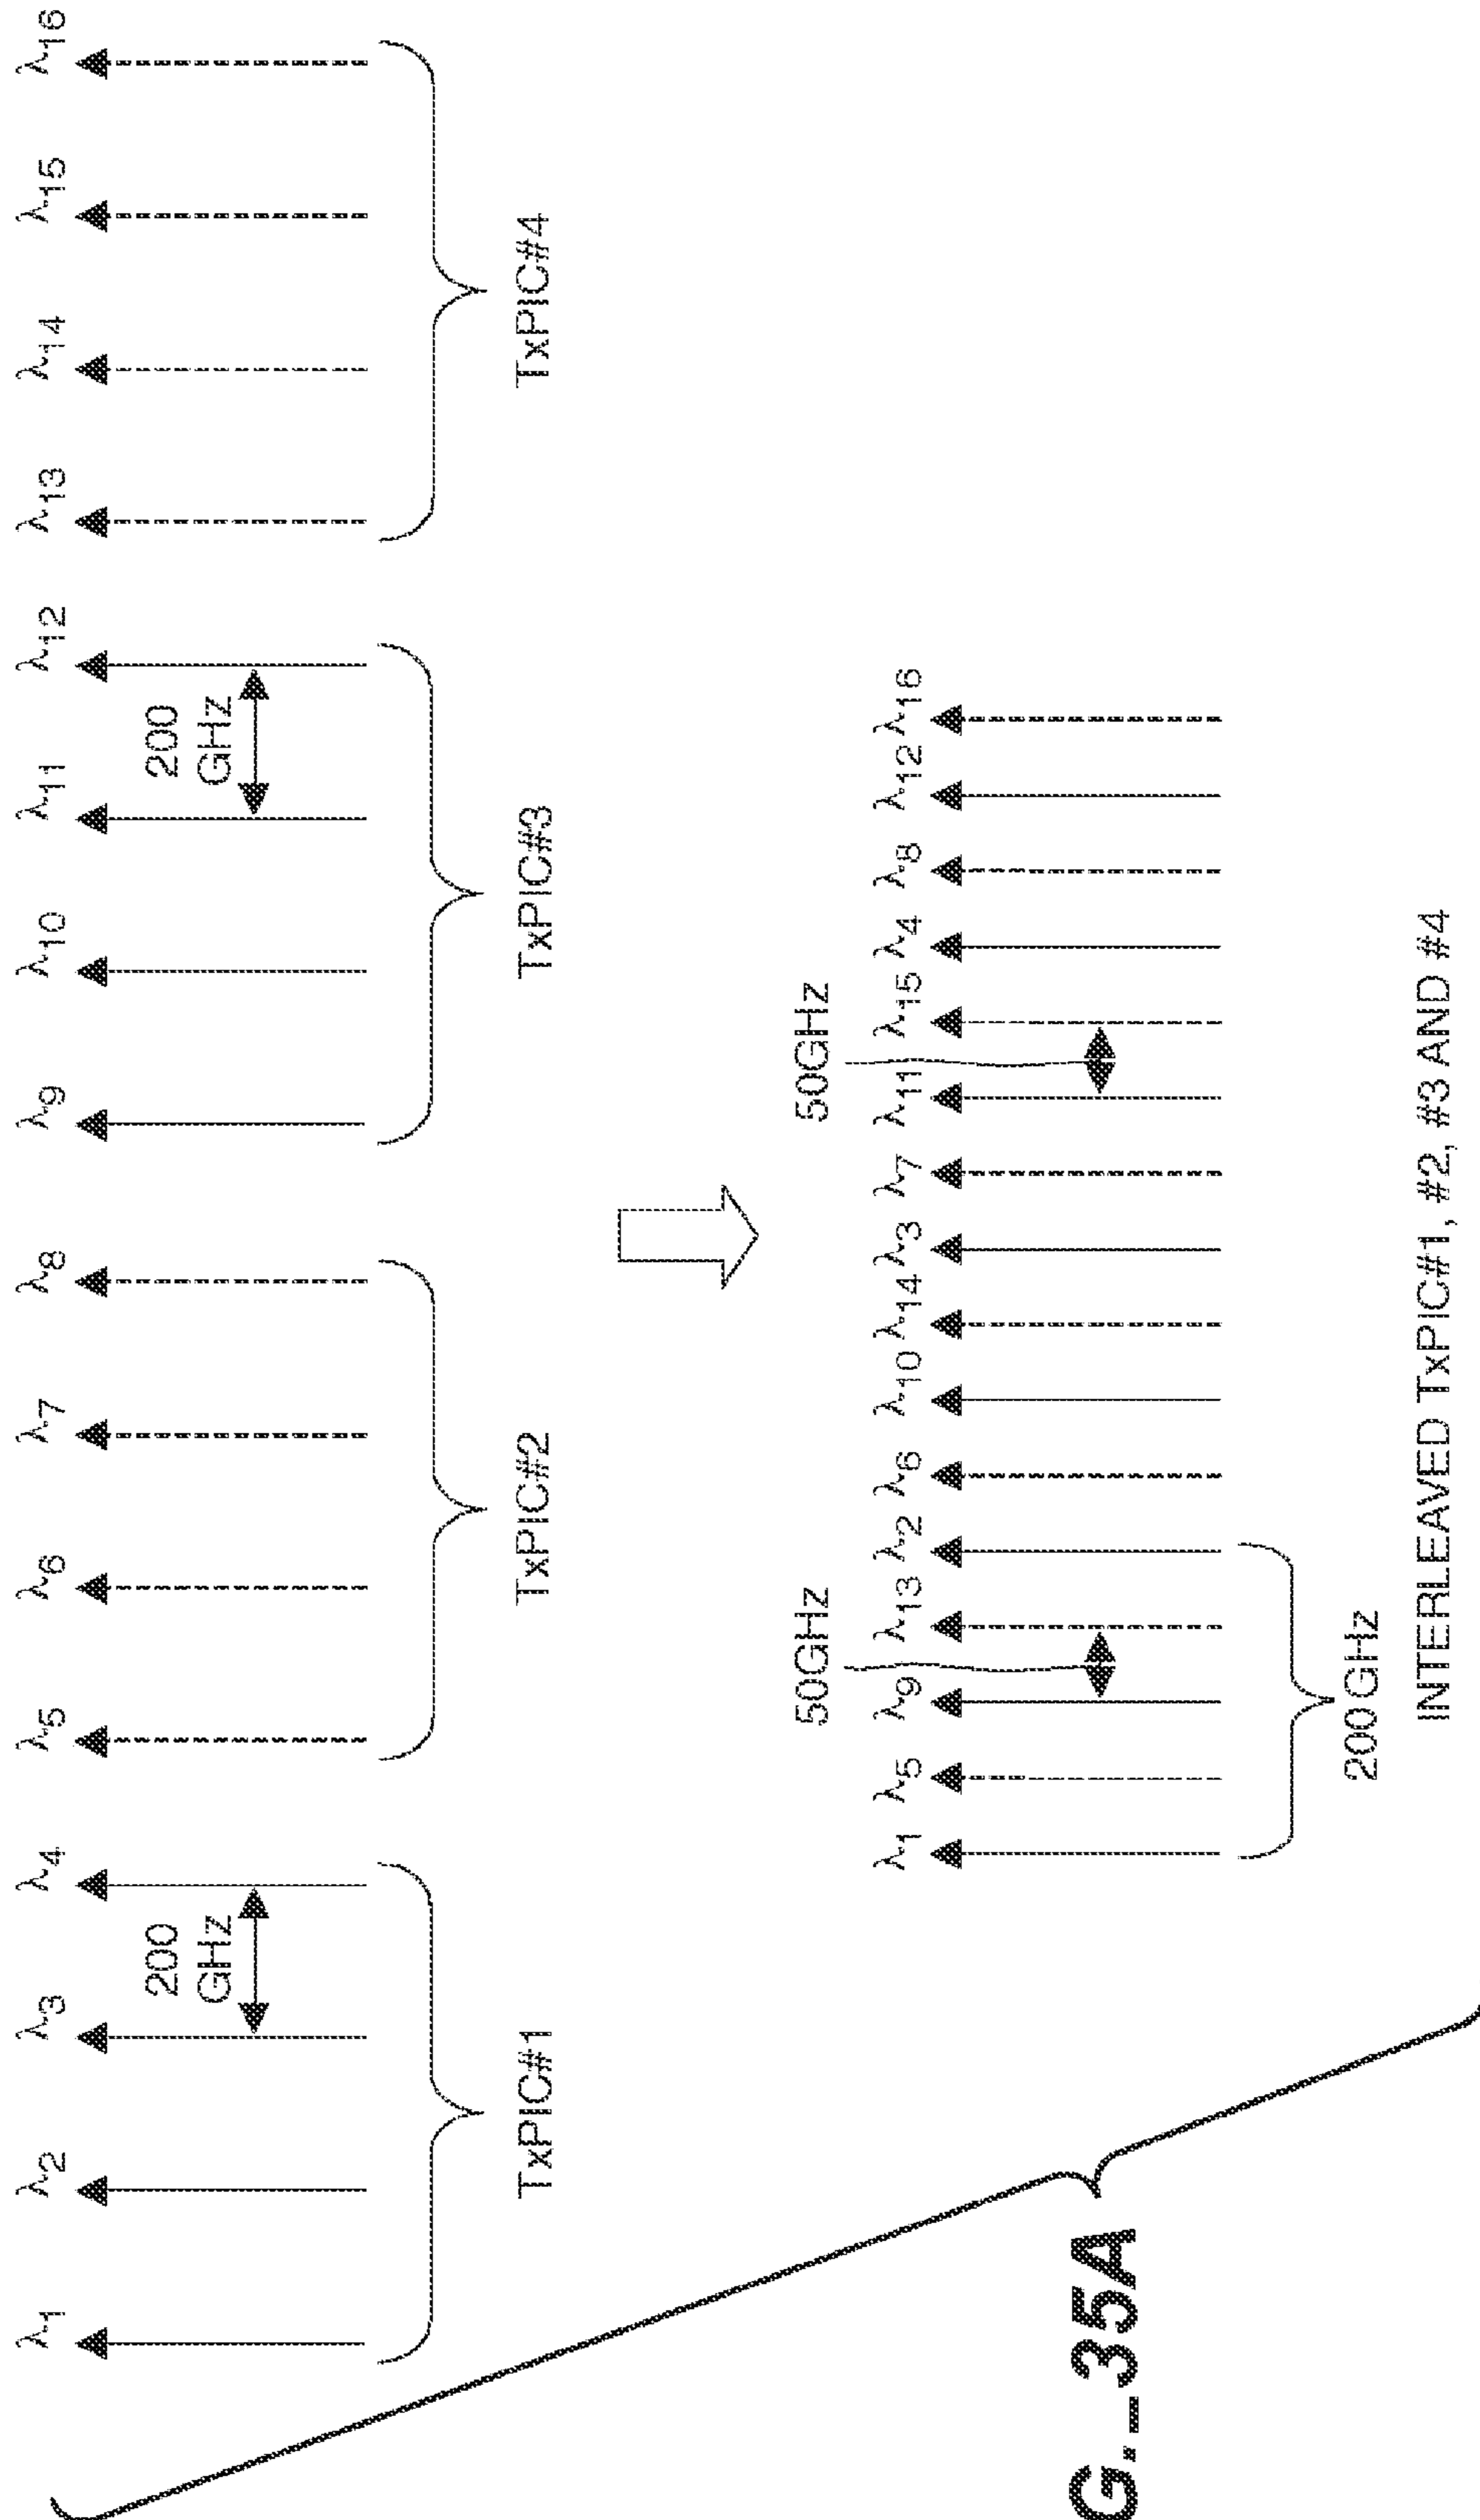 λ1 λ2 λ3 λ4 λ5 λ6 λ7 λ8 λ9 λ10 λ11 λ12 λ13 λ14 λ15 λ16
200
GHz
200
GHz
TxPIC#1 TxPIC#2 TxPIC#3 TxPIC#4
50GHz 50GHz
λ1 λ5 λ9 λ13 λ2 λ6 λ10 λ14 λ3 λ7 λ11 λ15 λ4 λ8 λ12 λ16
200GHz
INTERLEAVED TxPIC#1, #2, #3 AND #4
G._35A